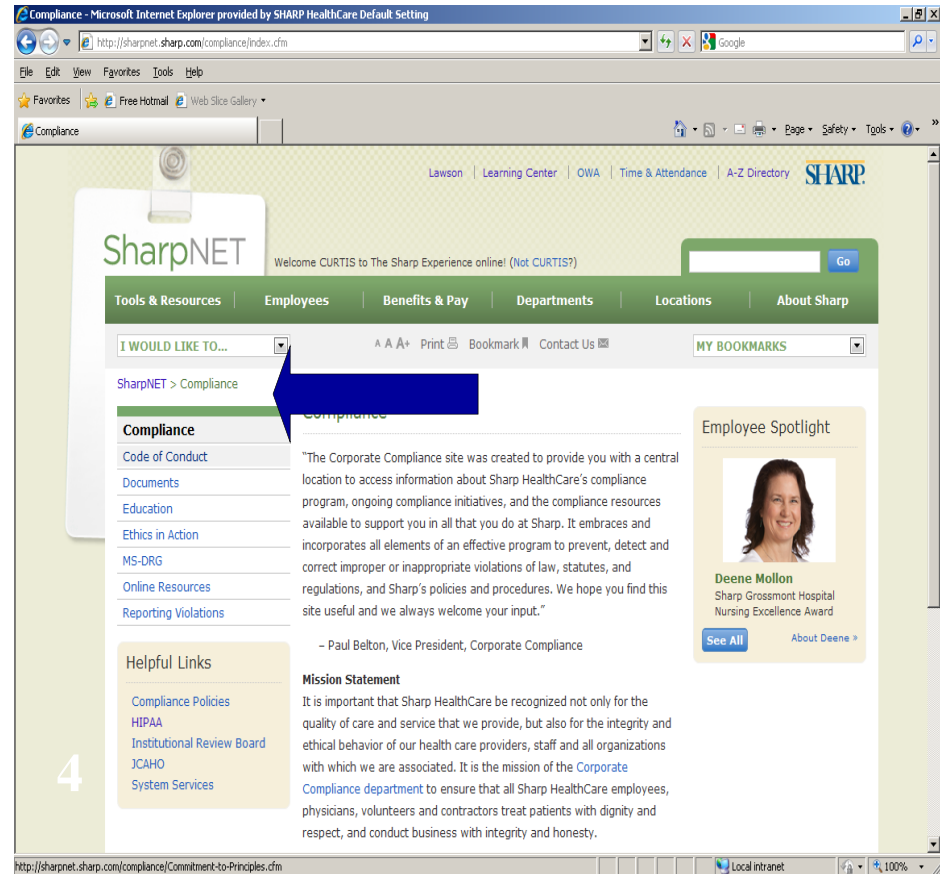 Compliance - Microsoft Internet Explorer provided by SHARP HealthCare Default Setting
http://sharpnet.sharp.com/compliance/index.cfm
Google
File Edit View Favorites Tools Help
Favorites Free Hotmail Web Slice Gallery
Compliance
Page Safety Tools »
Lawson | Learning Center | OWA | Time & Attendance | A-Z Directory SHARP.
SharpNET
Welcome CURTIS to The Sharp Experience online! (Not CURTIS?)
Go
Tools & Resources Employees Benefits & Pay Departments Locations About Sharp
I WOULD LIKE TO...
A A A+ Print Bookmark Contact Us
MY BOOKMARKS
SharpNET > Compliance
Compliance
Code of Conduct
Documents
Education
Ethics in Action
MS-DRG
Online Resources
Reporting Violations
Helpful Links
Compliance Policies
HIPAA
Institutional Review Board
JCAHO
System Services
4
Compliance
"The Corporate Compliance site was created to provide you with a central
location to access information about Sharp HealthCare's compliance
program, ongoing compliance initiatives, and the compliance resources
available to support you in all that you do at Sharp. It embraces and
incorporates all elements of an effective program to prevent, detect and
correct improper or inappropriate violations of law, statutes, and
regulations, and Sharp's policies and procedures. We hope you find this
site useful and we always welcome your input."
– Paul Belton, Vice President, Corporate Compliance
Mission Statement
It is important that Sharp HealthCare be recognized not only for the
quality of care and service that we provide, but also for the integrity and
ethical behavior of our health care providers, staff and all organizations
with which we are associated. It is the mission of the Corporate
Compliance department to ensure that all Sharp HealthCare employees,
physicians, volunteers and contractors treat patients with dignity and
respect, and conduct business with integrity and honesty.
Employee Spotlight
Deene Mollon
Sharp Grossmont Hospital
Nursing Excellence Award
See All
About Deene »
http://sharpnet.sharp.com/compliance/Commitment-to-Principles.cfm
Local intranet
100%